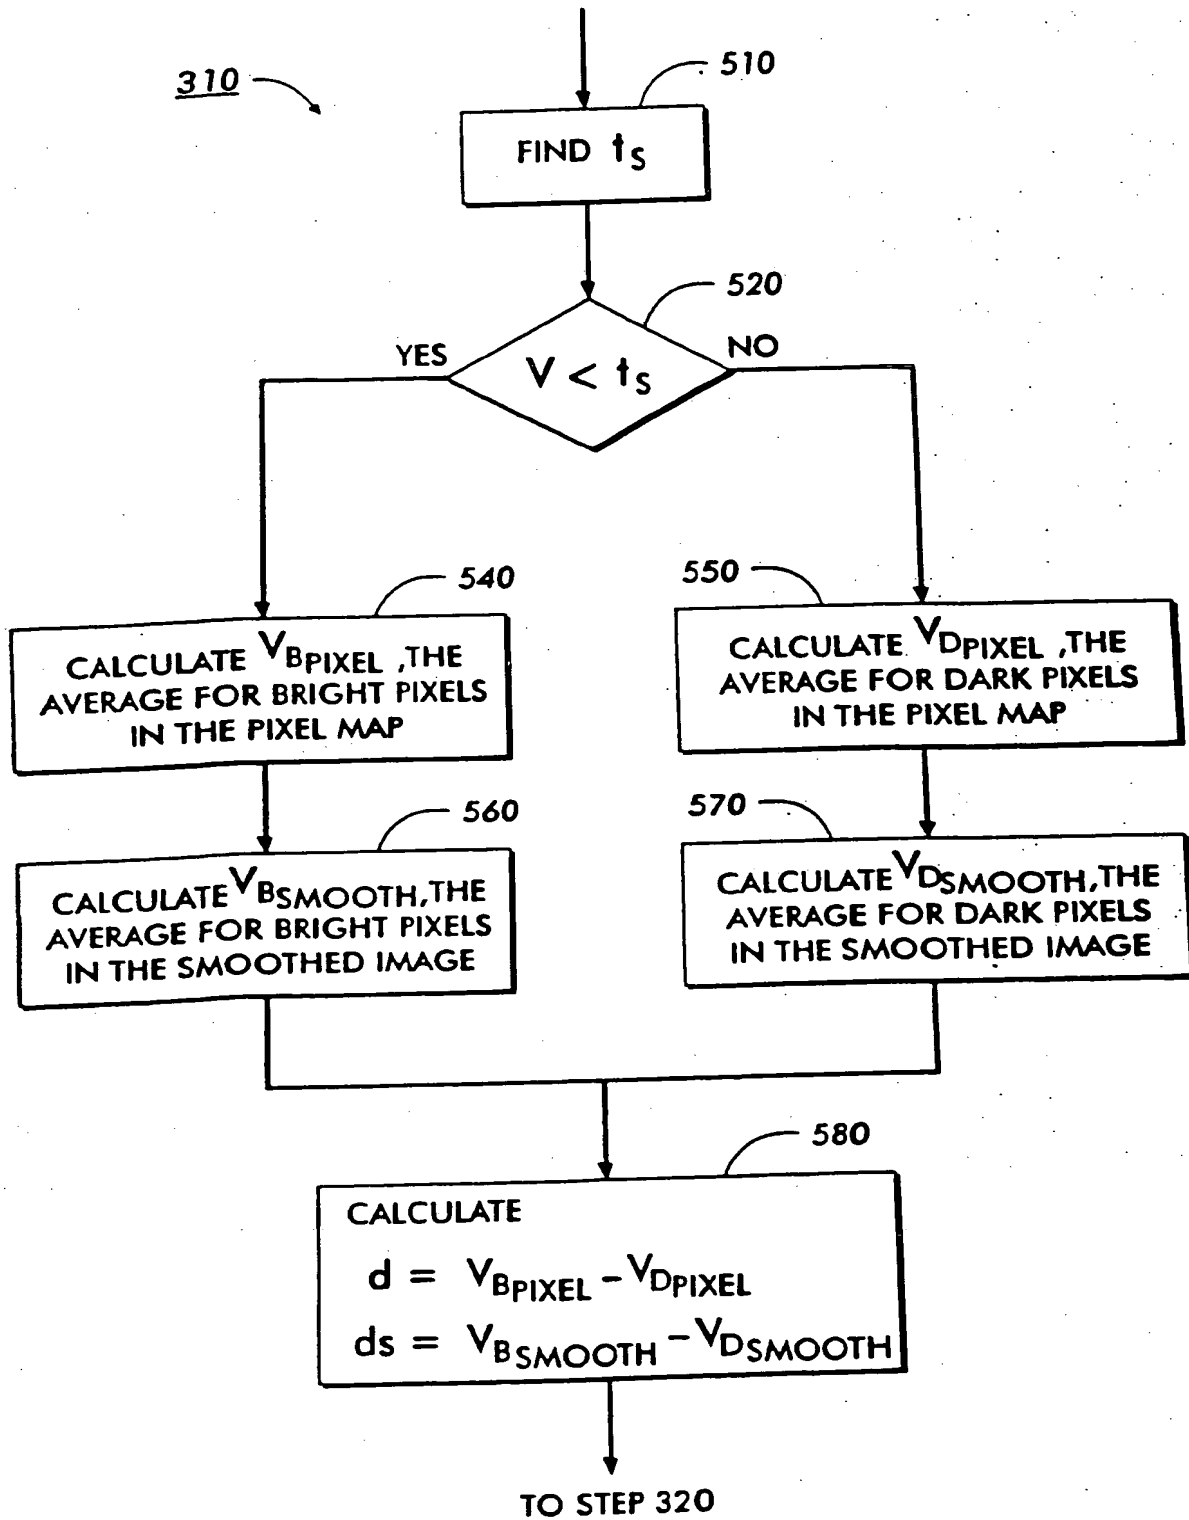 310
510
FIND tS
520
YES
V < tS
NO
540
CALCULATE VBPIXEL ,THE
AVERAGE FOR BRIGHT PIXELS
IN THE PIXEL MAP
550
CALCULATE VDPIXEL ,THE
AVERAGE FOR DARK PIXELS
IN THE PIXEL MAP
560
CALCULATE VBSMOOTH, THE
AVERAGE FOR BRIGHT PIXELS
IN THE SMOOTHED IMAGE
570
CALCULATE VDSMOOTH, THE
AVERAGE FOR DARK PIXELS
IN THE SMOOTHED IMAGE
580
CALCULATE
d = VBPIXEL - VDPIXEL
ds = VBSMOOTH - VDSMOOTH
TO STEP 320